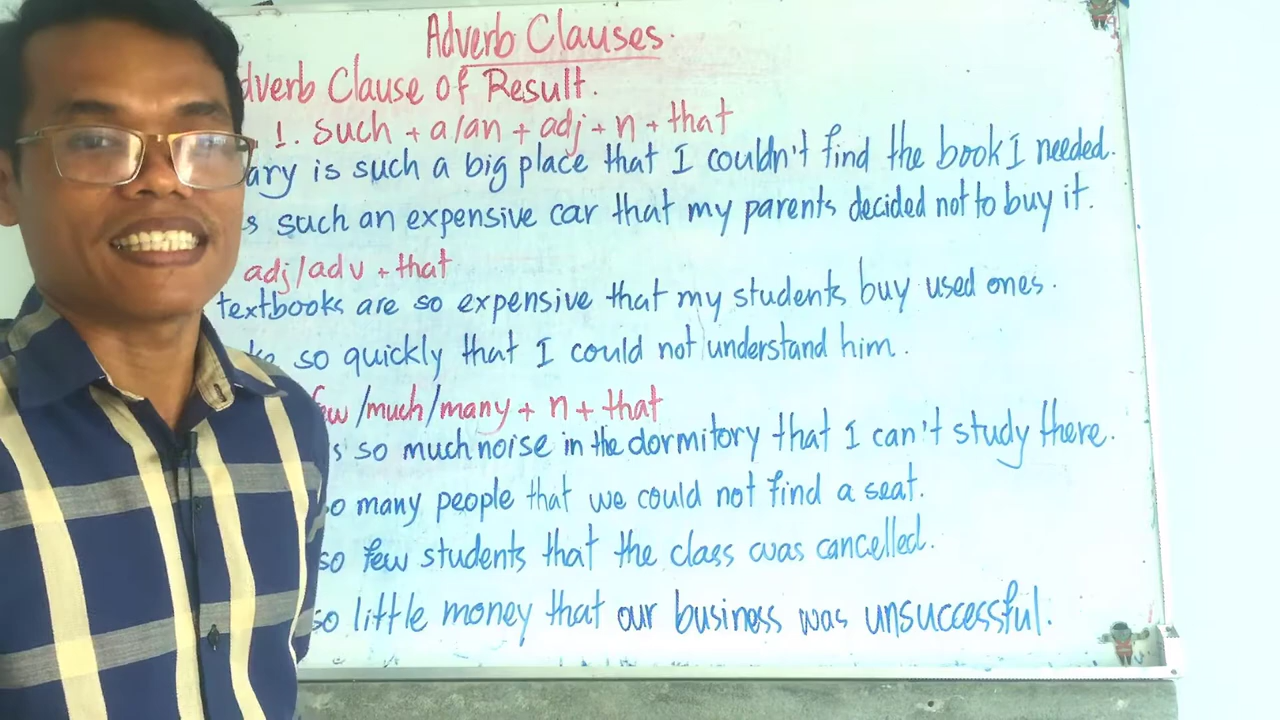 Adverb Clauses.
Clause of Result.
1. Such + a/an + adj + n + that
is such a big place that I couldn't find the book I needed.
such an expensive car that my parents decided not to buy it.
adj/adv + that
textbooks are so expensive that my students buy used ones.
so quickly that I could not understand him.
/much/many + n + that
so much noise in the dormitory that I can't study there.
so many people that we could not find a seat.
so few students that the class was cancelled.
so little money that our business was unsuccessful.